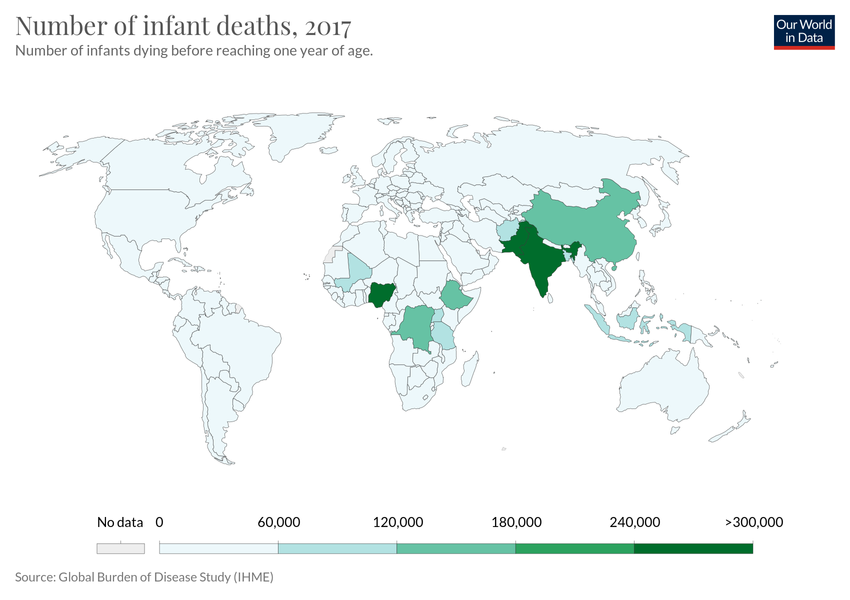 Number of infant deaths, 2017
Number of infants dying before reaching one year of age.
Our World
in Data
No data 0 60,000 120,000 180,000 240,000 >300,000
Source: Global Burden of Disease Study (IHME)